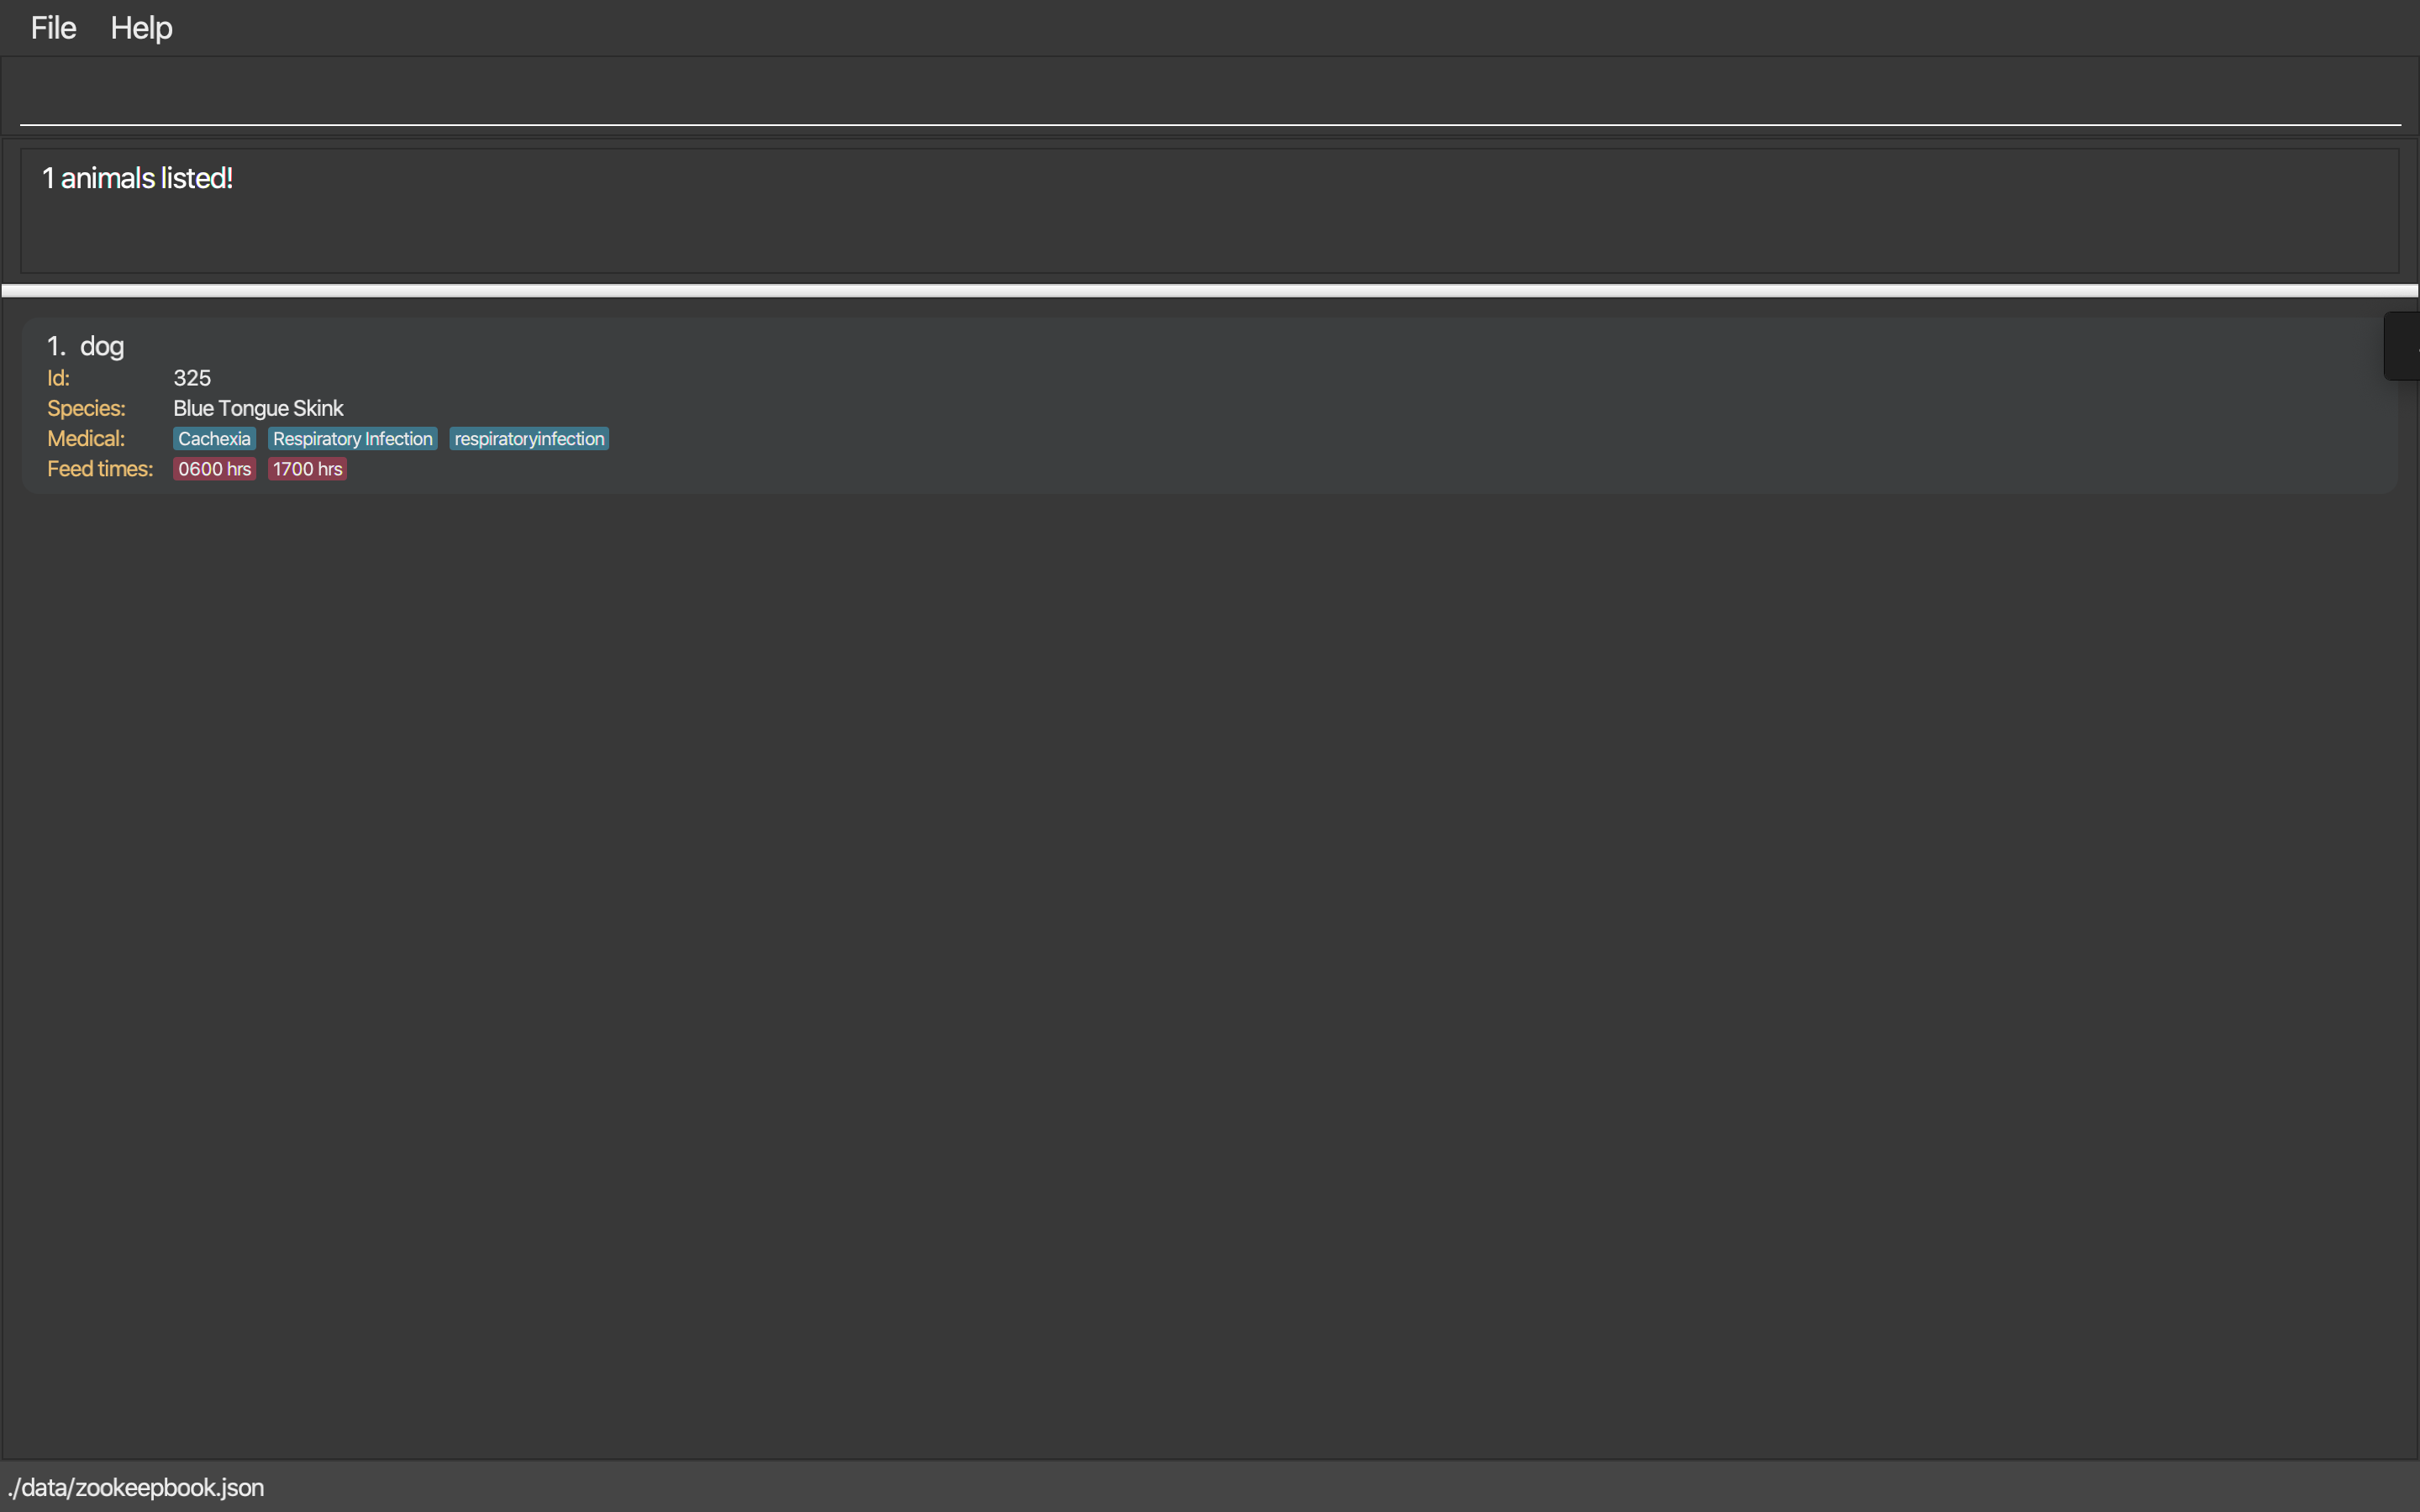 File Help
1 animals listed!
1. dog
Id: 325
Species: Blue Tongue Skink
Medical: Cachexia Respiratory Infection respiratoryinfection
Feed times: 0600 hrs 1700 hrs
./data/zookeepbook.json